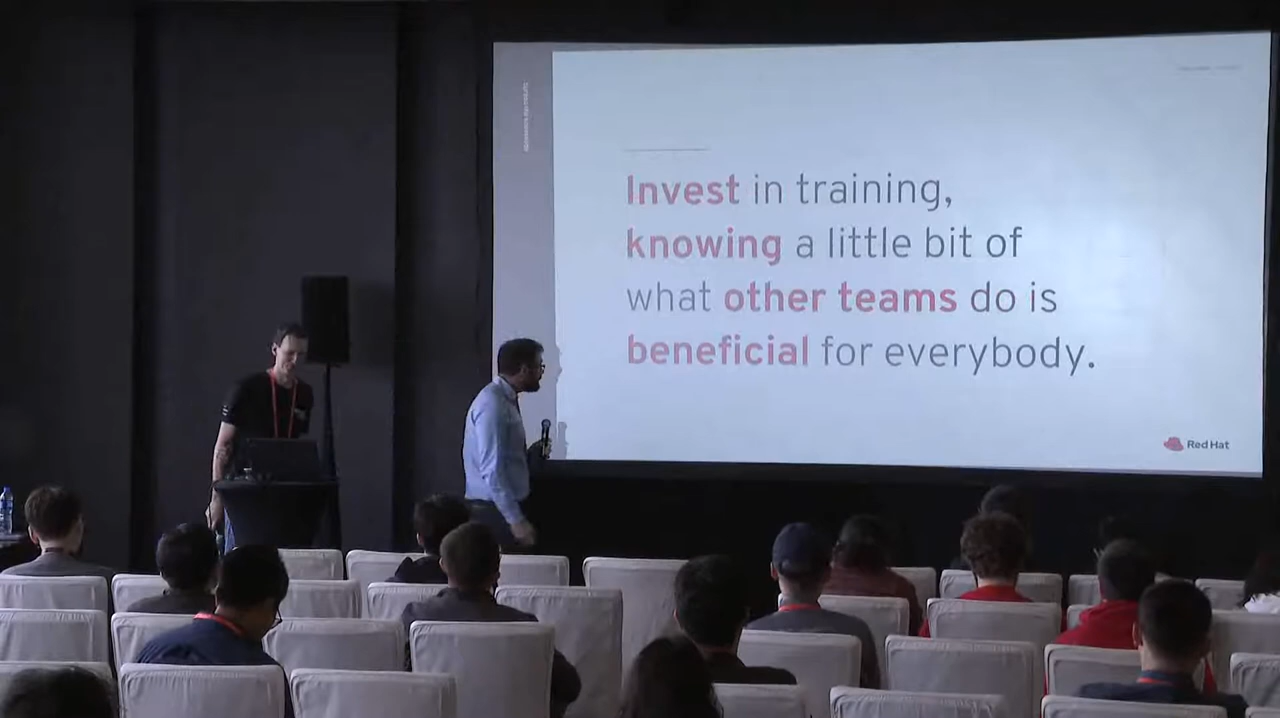 Invest in training,
knowing a little bit of
what other teams do is
beneficial for everybody.
Red Hat